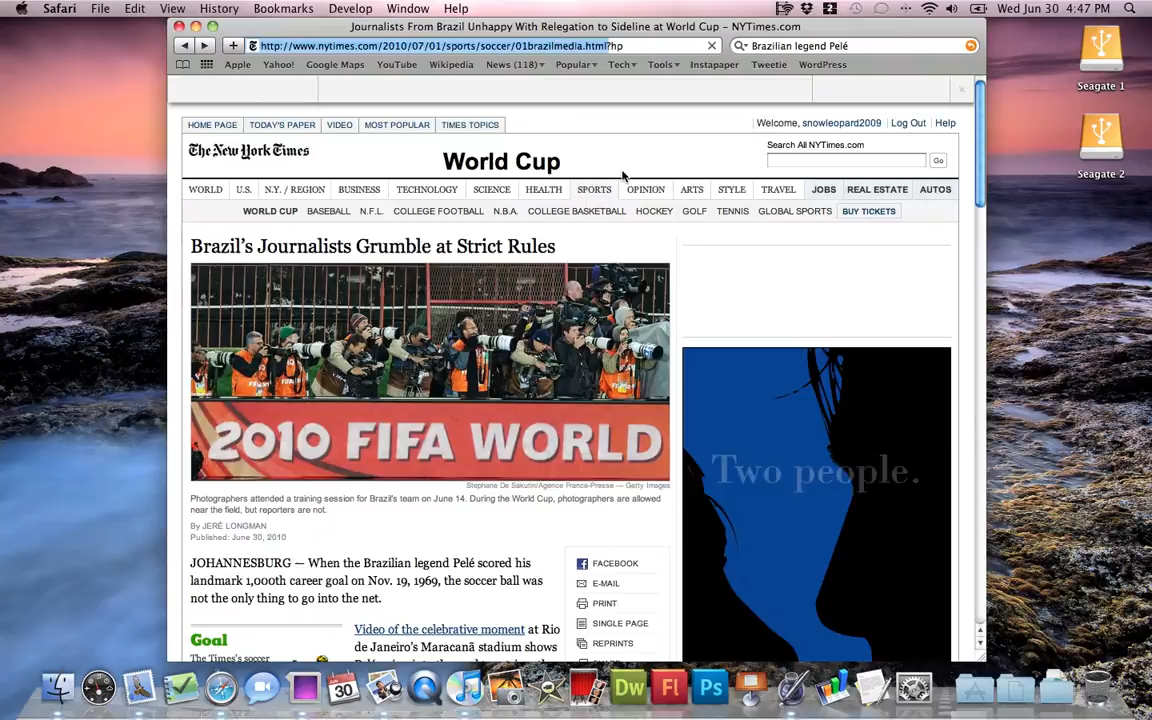 Safari File Edit View History Bookmarks Develop Window Help 2 Wed Jun 30 4:47 PM
Journalists From Brazil Unhappy With Relegation to Sideline at World Cup – NYTimes.com
http://www.nytimes.com/2010/07/01/sports/soccer/01brazilmedia.html?hp
Brazilian legend Pelé
Apple Yahoo! Google Maps YouTube Wikipedia News (118) Popular Tech Tools Instapaper Tweetie WordPress
Seagate 1
Seagate 2
HOME PAGE TODAY'S PAPER VIDEO MOST POPULAR TIMES TOPICS
Welcome, snowleopard2009 Log Out Help
The New York Times
World Cup
Search All NYTimes.com
Go
WORLD U.S. N.Y. / REGION BUSINESS TECHNOLOGY SCIENCE HEALTH SPORTS OPINION ARTS STYLE TRAVEL JOBS REAL ESTATE AUTOS
WORLD CUP BASEBALL N.F.L. COLLEGE FOOTBALL N.B.A. COLLEGE BASKETBALL HOCKEY GOLF TENNIS GLOBAL SPORTS BUY TICKETS
Brazil's Journalists Grumble at Strict Rules
2010 FIFA WORLD
Stephane De Sakutin/Agence France-Presse — Getty Images
Photographers attended a training session for Brazil's team on June 14. During the World Cup, photographers are allowed
near the field, but reporters are not.
By JERÉ LONGMAN
Published: June 30, 2010
JOHANNESBURG — When the Brazilian legend Pelé scored his
landmark 1,000th career goal on Nov. 19, 1969, the soccer ball was
not the only thing to go into the net.
Goal
The Times's soccer
Video of the celebrative moment at Rio
de Janeiro's Maracanã stadium shows
FACEBOOK
E-MAIL
PRINT
SINGLE PAGE
REPRINTS
Two people.
JUN
30
Dw
Fl
Ps